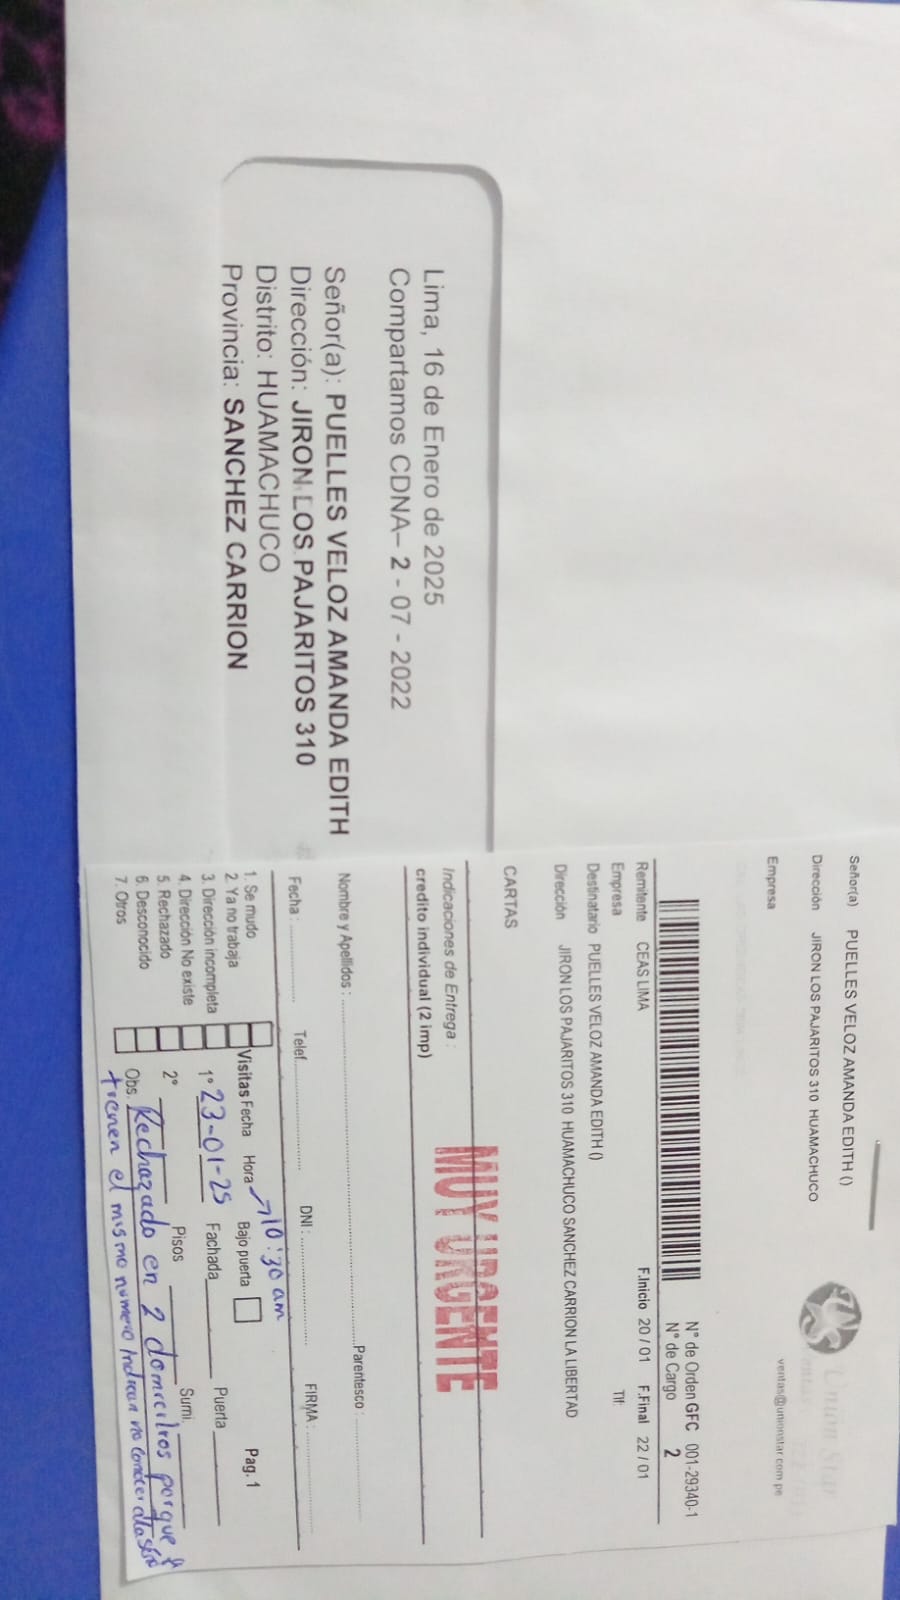 Lima, 16 de Enero de 2025
Compartamos CDNA– 2 - 07 - 2022
Señor(a): PUELLES VELOZ AMANDA EDITH
Dirección: JIRON LOS PAJARITOS 310
Distrito: HUAMACHUCO
Provincia: SANCHEZ CARRION
Señor(a) PUELLES VELOZ AMANDA EDITH ()
Dirección JIRON LOS PAJARITOS 310 HUAMACHUCO
Empresa
Unión Star
ventas@unionstar.com.pe
N° de Orden GFC 001-29340-1
N° de Cargo 2
Remitente CEAS LIMA F.Inicio 20 / 01 F.Final 22 / 01
Empresa Tlf:
Destinatario PUELLES VELOZ AMANDA EDITH ()
Dirección JIRON LOS PAJARITOS 310 HUAMACHUCO SANCHEZ CARRION LA LIBERTAD
CARTAS
MUY URGENTE
Indicaciones de Entrega :
credito individual (2 imp)
Nombre y Apellidos : Parentesco :
Fecha : Telef. DNI : FIRMA :
1. Se mudo
2. Ya no trabaja
3. Dirección incompleta
4. Dirección No existe
5. Rechazado
6. Desconocido
7. Otros
Visitas Fecha Hora 10:30 am Bajo puerta Pag. 1
1° 23-01-25 Fachada Puerta
2° Pisos Sumi.
Obs. Rechazado en 2 domicilios porque
tienen el mismo numero indican no conocer